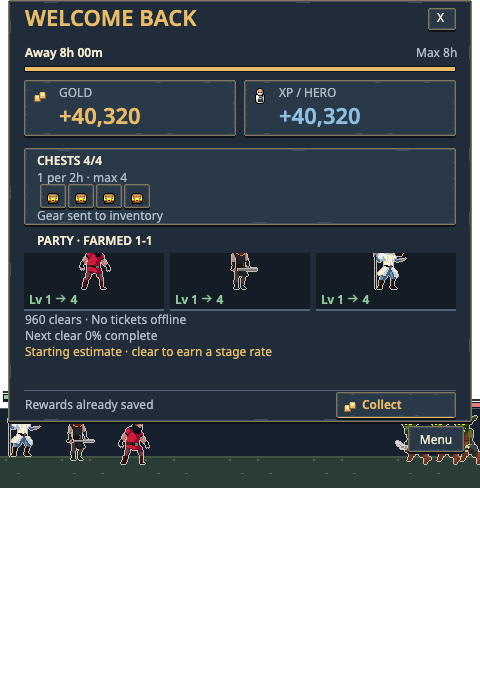 WELCOME BACK
X
Away 8h 00m
Max 8h
GOLD
+40,320
XP / HERO
+40,320
CHESTS 4/4
1 per 2h · max 4
Gear sent to inventory
PARTY · FARMED 1-1
Lv 1 → 4
Lv 1 → 4
Lv 1 → 4
960 clears · No tickets offline
Next clear 0% complete
Starting estimate · clear to earn a stage rate
Rewards already saved
Collect
Menu